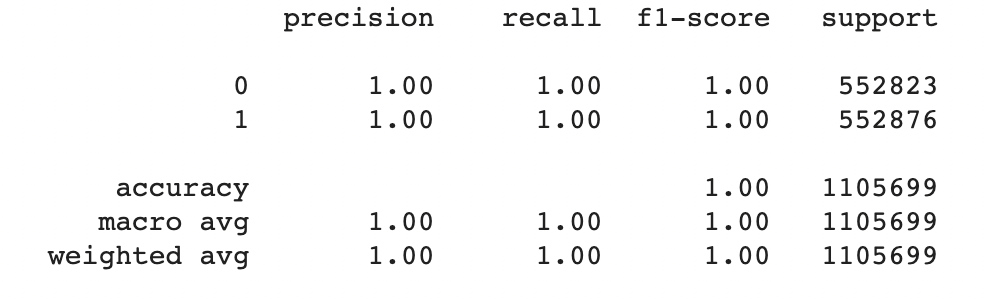 precision recall f1-score support
0 1.00 1.00 1.00 552823
1 1.00 1.00 1.00 552876
accuracy 1.00 1105699
macro avg 1.00 1.00 1.00 1105699
weighted avg 1.00 1.00 1.00 1105699